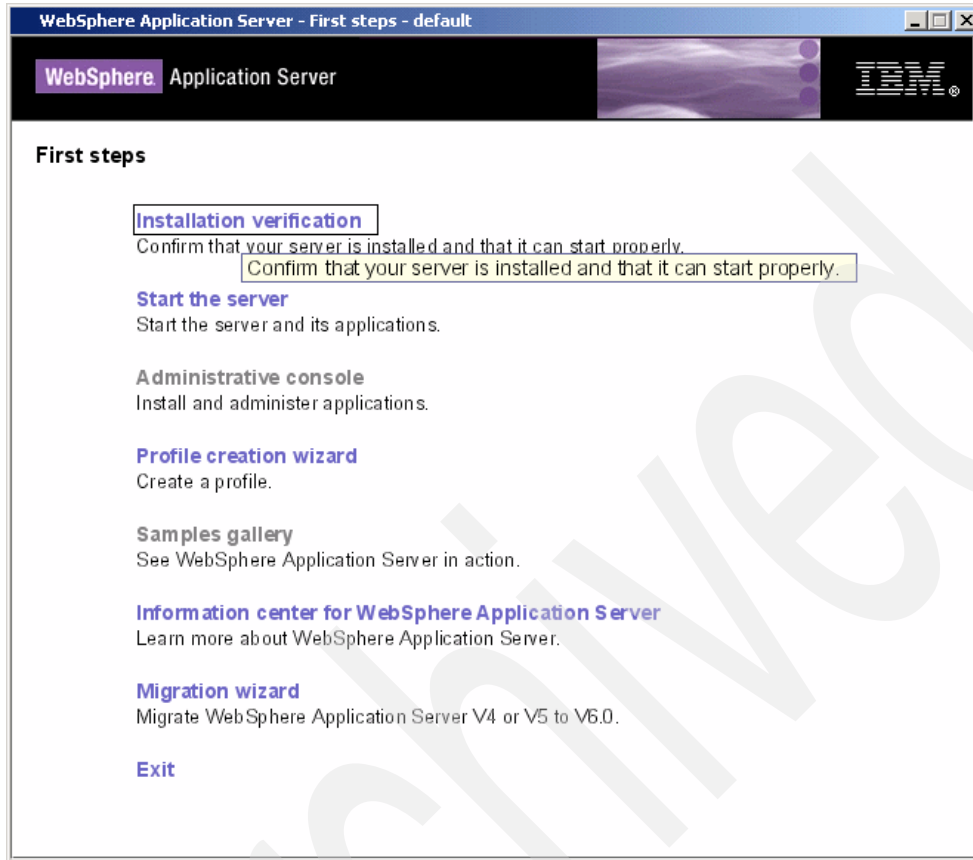 WebSphere Application Server - First steps - default
WebSphere. Application Server
IBM®
First steps
Installation verification
Confirm that your server is installed and that it can start properly.
Confirm that your server is installed and that it can start properly.
Start the server
Start the server and its applications.
Administrative console
Install and administer applications.
Profile creation wizard
Create a profile.
Samples gallery
See WebSphere Application Server in action.
Information center for WebSphere Application Server
Learn more about WebSphere Application Server.
Migration wizard
Migrate WebSphere Application Server V4 or V5 to V6.0.
Exit